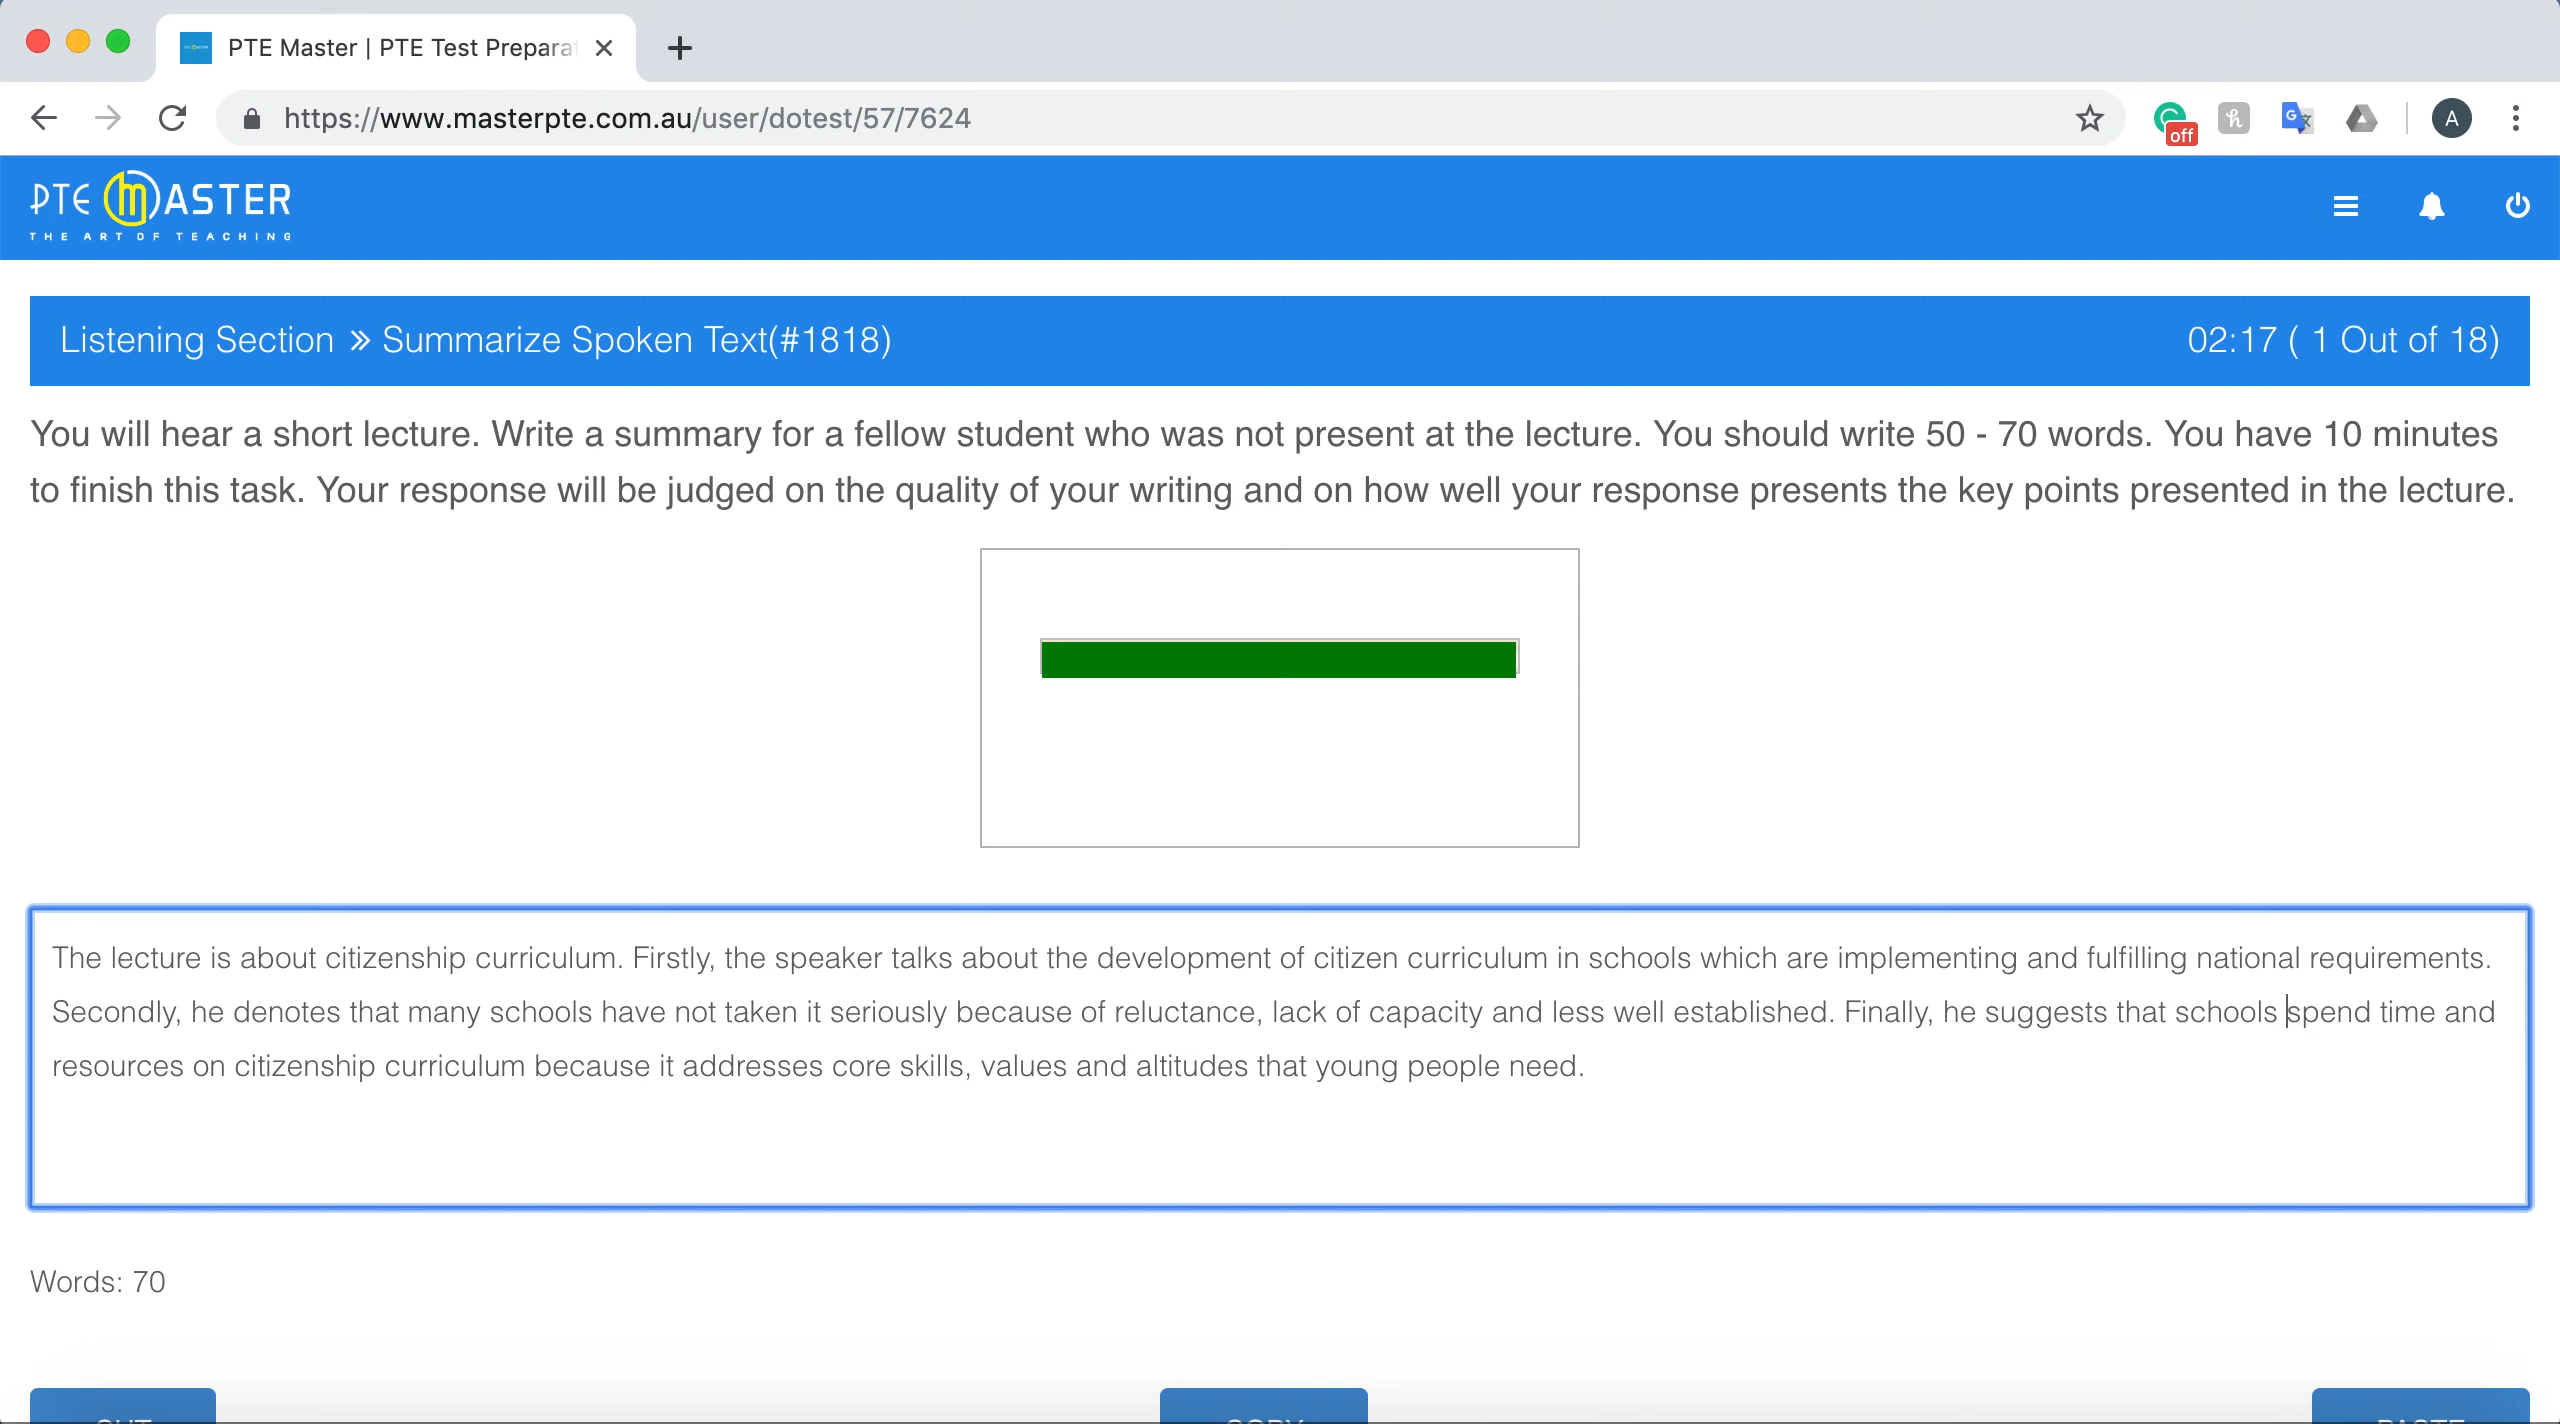 PTE Master | PTE Test Prepara
https://www.masterpte.com.au/user/dotest/57/7624
off
A
PTE MASTER
THE ART OF TEACHING
Listening Section » Summarize Spoken Text(#1818)
02:17 ( 1 Out of 18)
You will hear a short lecture. Write a summary for a fellow student who was not present at the lecture. You should write 50 - 70 words. You have 10 minutes
to finish this task. Your response will be judged on the quality of your writing and on how well your response presents the key points presented in the lecture.
The lecture is about citizenship curriculum. Firstly, the speaker talks about the development of citizen curriculum in schools which are implementing and fulfilling national requirements.
Secondly, he denotes that many schools have not taken it seriously because of reluctance, lack of capacity and less well established. Finally, he suggests that schools spend time and
resources on citizenship curriculum because it addresses core skills, values and altitudes that young people need.
Words: 70
CUT
COPY
PASTE